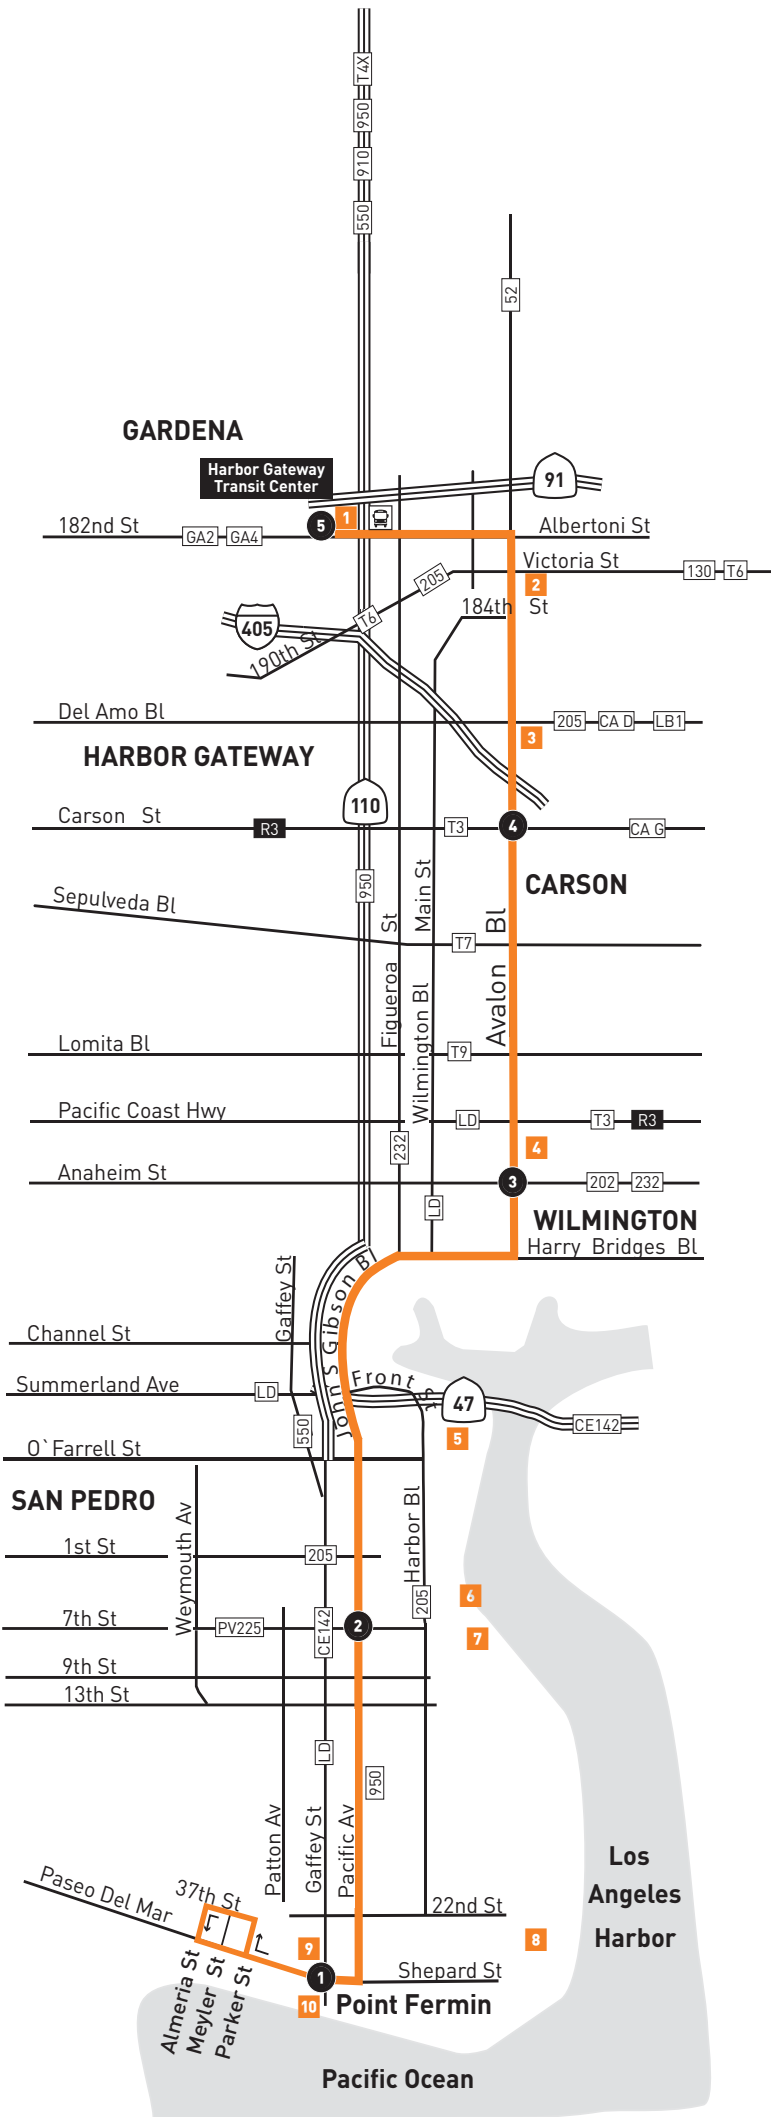 T4X
950
910
550
52
GARDENA
Harbor Gateway
Transit Center
91
5
1
182nd St
GA2
GA4
Albertoni St
Victoria St
130
T6
205
2
184th St
T6
405
190th St
Del Amo Bl
205
CA D
LB1
3
HARBOR GATEWAY
110
Carson St
R3
T3
4
CA G
950
CARSON
Sepulveda Bl
T7
Figueroa St
Main St
Avalon Bl
Wilmington Bl
Lomita Bl
T9
Pacific Coast Hwy
LD
T3
R3
232
4
Anaheim St
3
202
232
LD
WILMINGTON
Harry Bridges Bl
Gaffey St
John S Gibson Bl
Channel St
Summerland Ave
LD
Front St
47
CE142
5
550
O`Farrell St
SAN PEDRO
Weymouth Av
Harbor Bl
1st St
205
205
6
7th St
PV225
CE142
2
7
9th St
13th St
LD
950
Patton Av
Gaffey St
Pacific Av
Los
Angeles
Harbor
Paseo Del Mar
37th St
22nd St
8
9
Almeria St
Meyler St
Parker St
1
Shepard St
10
Point Fermin
Pacific Ocean